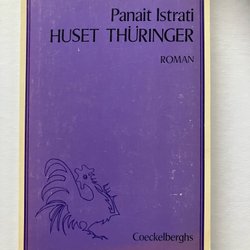 Panait Istrati
HUSET THÜRINGER
ROMAN
Coeckelberghs